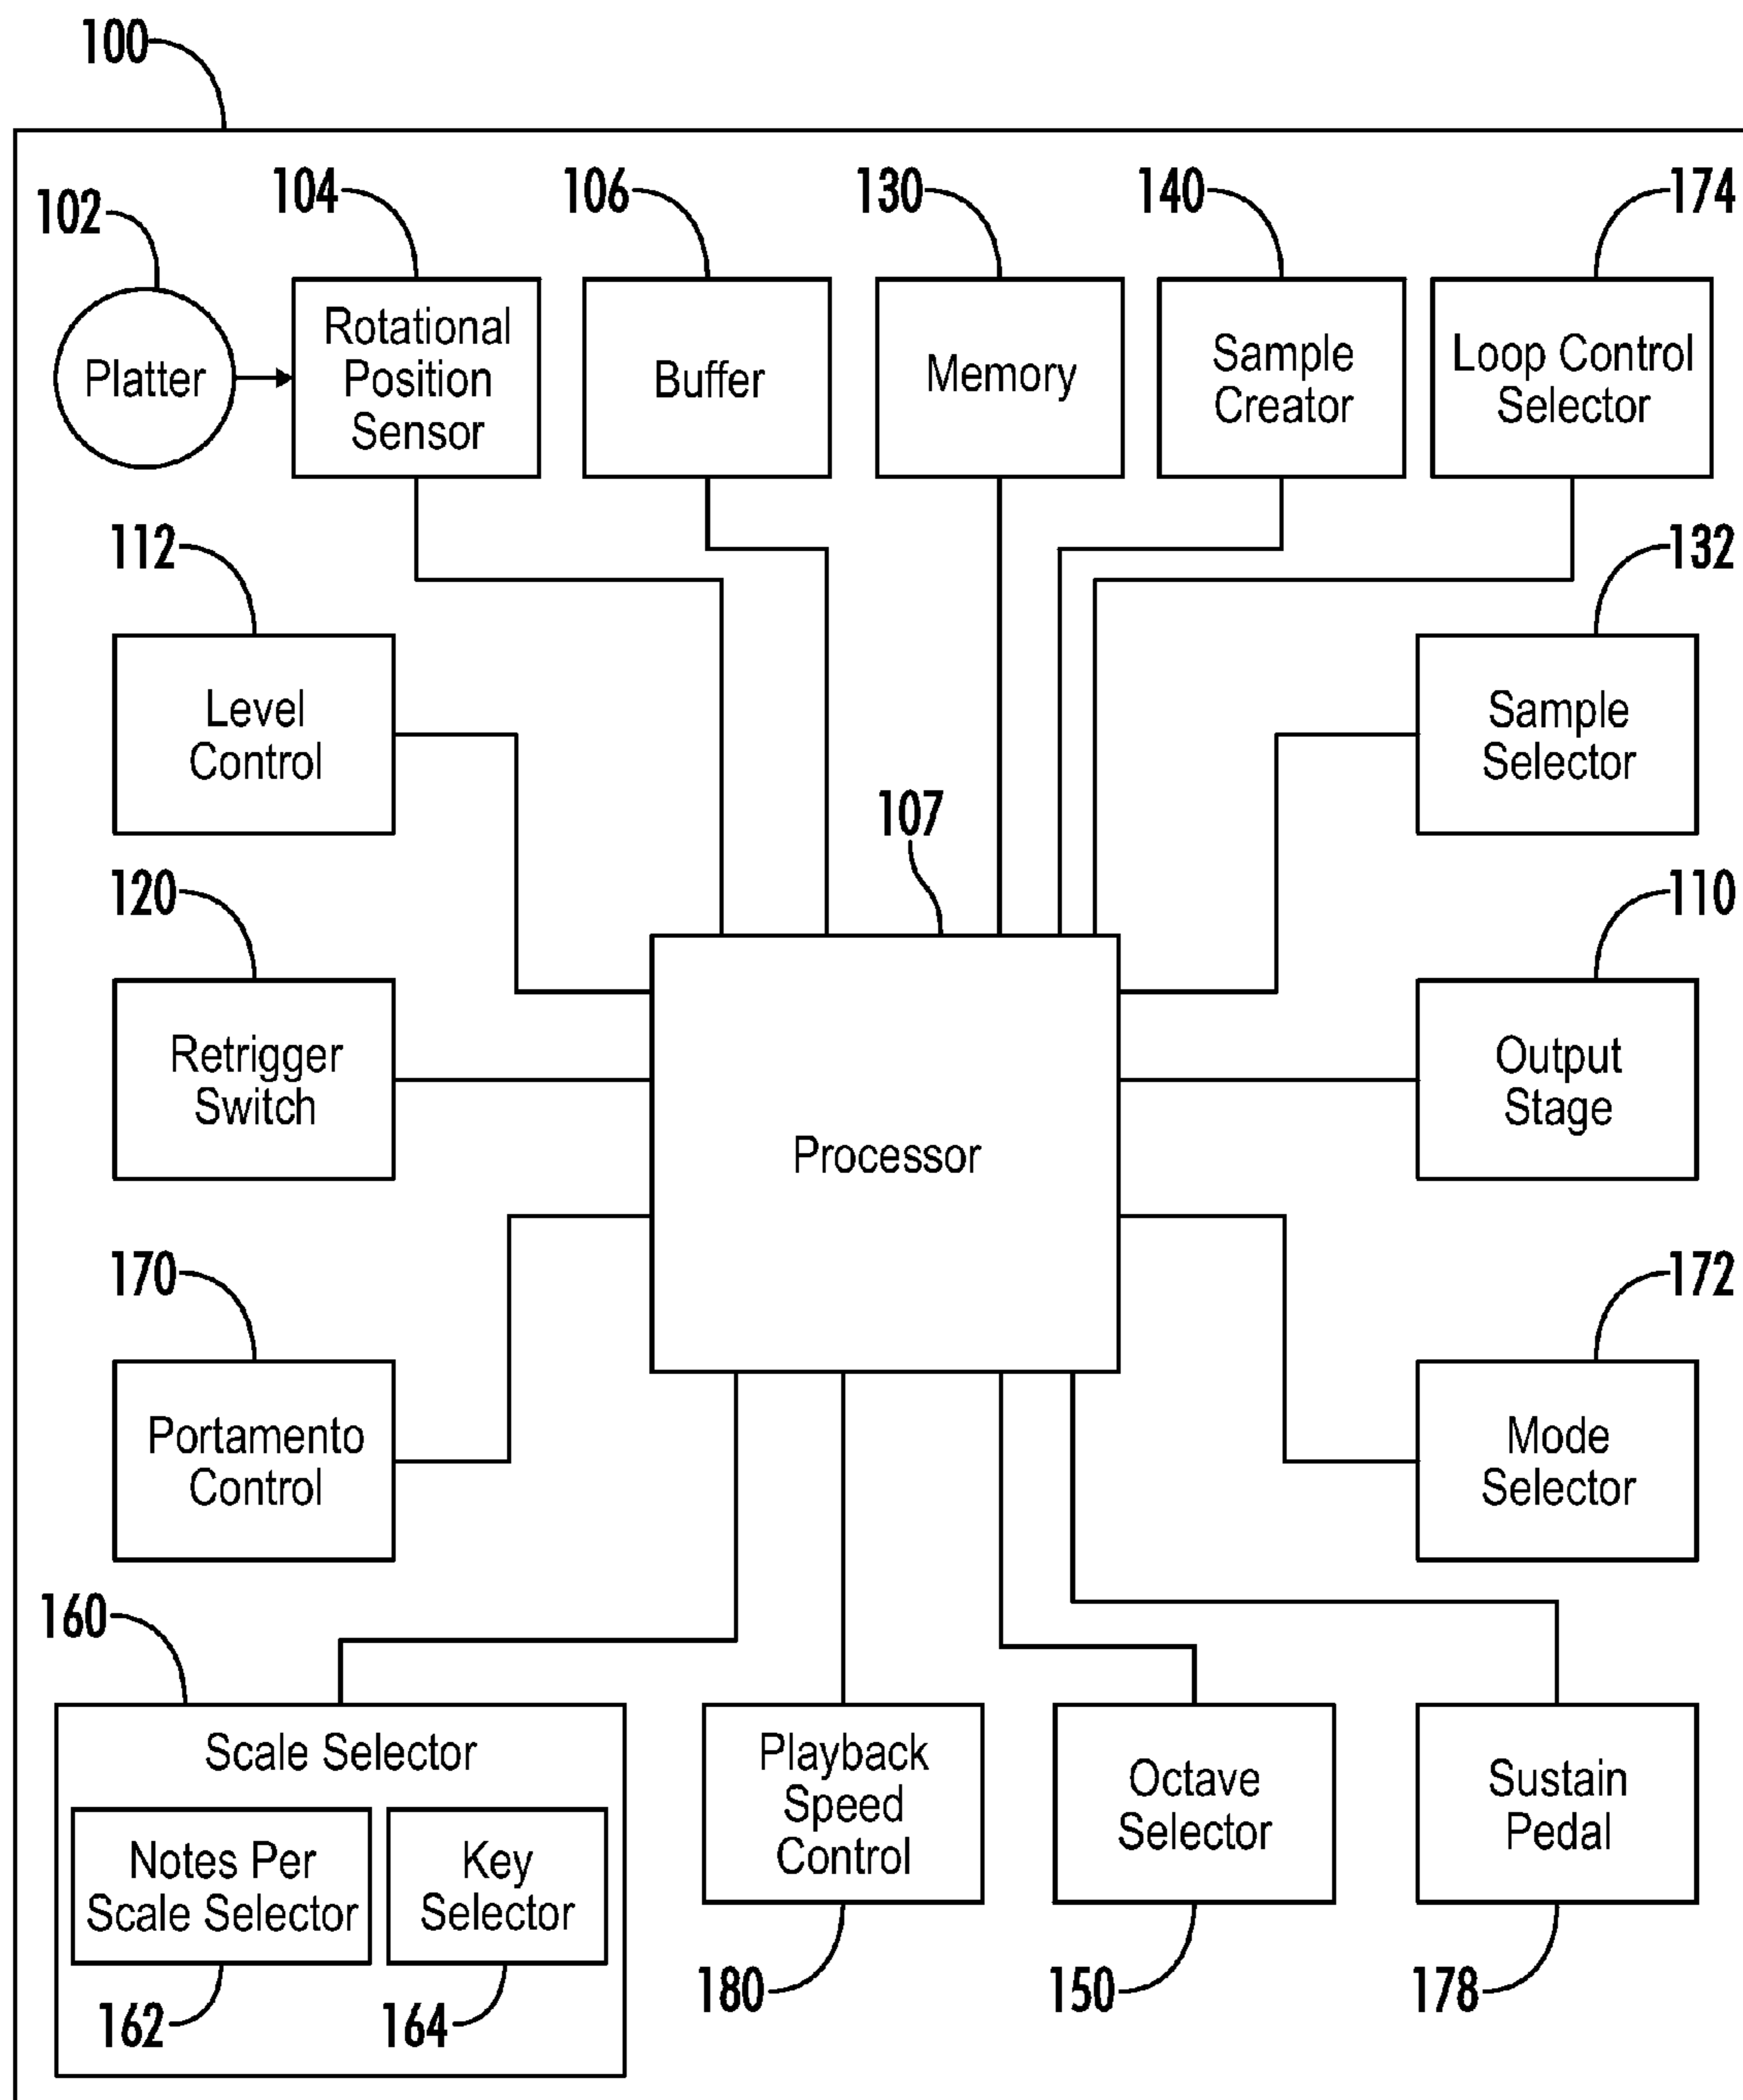 100
102
104
106
130
140
174
Platter
Rotational
Position
Sensor
Buffer
Memory
Sample
Creator
Loop Control
Selector
112
132
Level
Control
Sample
Selector
107
120
110
Retrigger
Switch
Output
Stage
Processor
170
172
Portamento
Control
Mode
Selector
160
Scale Selector
Notes Per
Scale Selector
Key
Selector
Playback
Speed
Control
Octave
Selector
Sustain
Pedal
162
164
180
150
178